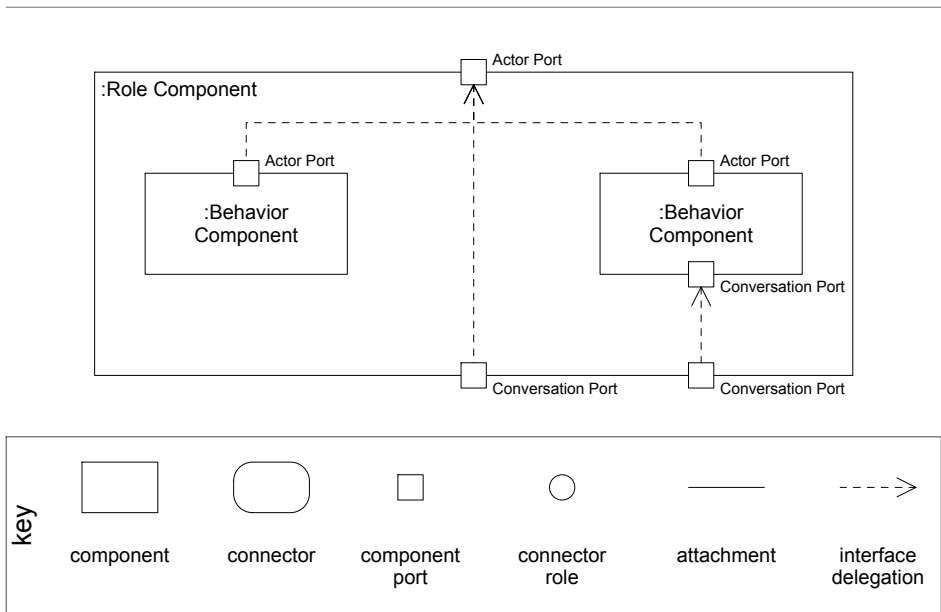 Actor Port
:Role Component
Actor Port
Actor Port
:Behavior
Component
:Behavior
Component
Conversation Port
Conversation Port
Conversation Port
key
component
connector
component
port
connector
role
attachment
interface
delegation